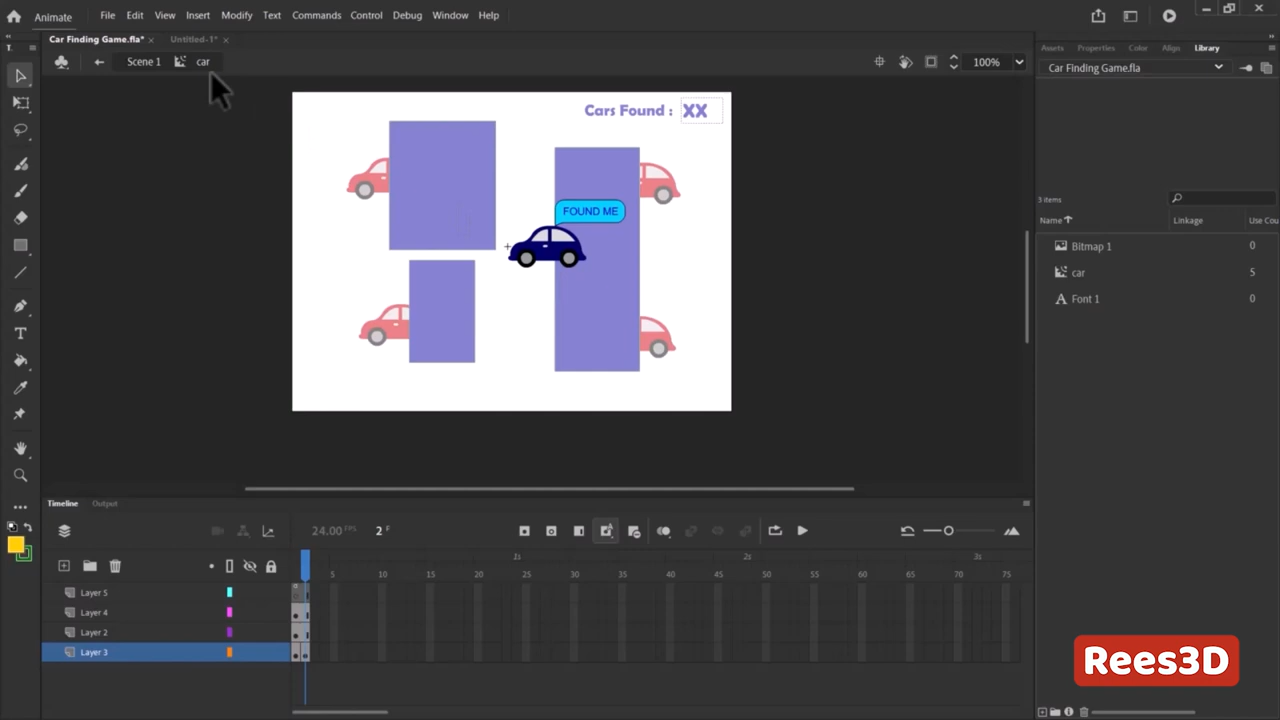 Animate
File Edit View Insert Modify Text Commands Control Debug Window Help
Car Finding Game.fla* × Untitled-1* ×
T.
Assets Properties Color Align Library
Scene 1 car
100%
Car Finding Game.fla
Cars Found : XX
FOUND ME
3 items
Name Linkage Use Cou
Bitmap 1 0
car 5
Font 1 0
Timeline Output
24.00 FPS 2 F
1s 2s 3s
5 10 15 20 25 30 35 40 45 50 55 60 65 70 75
Layer 5
Layer 4
Layer 2
Layer 3
Rees3D